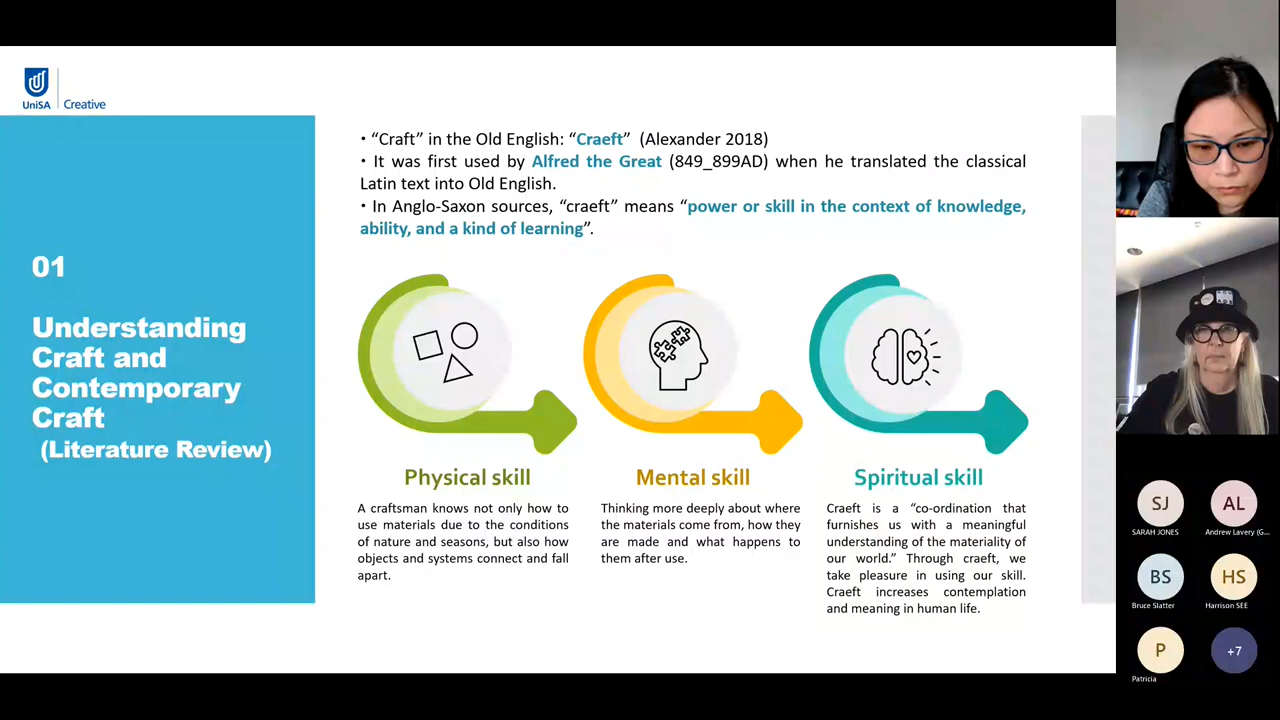 UniSA
Creative
01
Understanding
Craft and
Contemporary
Craft
(Literature Review)
• “Craft” in the Old English: “Craeft” (Alexander 2018)
• It was first used by Alfred the Great (849_899AD) when he translated the classical
Latin text into Old English.
• In Anglo-Saxon sources, “craeft” means “power or skill in the context of knowledge,
ability, and a kind of learning”.
Physical skill
A craftsman knows not only how to
use materials due to the conditions
of nature and seasons, but also how
objects and systems connect and fall
apart.
Mental skill
Thinking more deeply about where
the materials come from, how they
are made and what happens to
them after use.
Spiritual skill
Craeft is a “co-ordination that
furnishes us with a meaningful
understanding of the materiality of
our world.” Through craeft, we
take pleasure in using our skill.
Craeft increases contemplation
and meaning in human life.
SJ
SARAH JONES
AL
Andrew Lavery (G...
BS
Bruce Slatter
HS
Harrison SEE
P
Patricia
+7